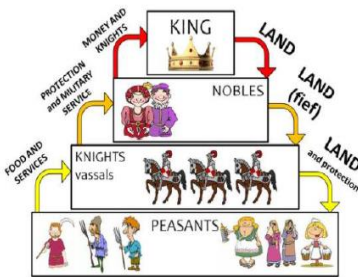 MONEY AND
KNIGHTS
KING
LAND
PROTECTION
and MILITARY
SERVICE
NOBLES
LAND
(fief)
FOOD AND
SERVICES
KNIGHTS
vassals
LAND
and protection
PEASANTS